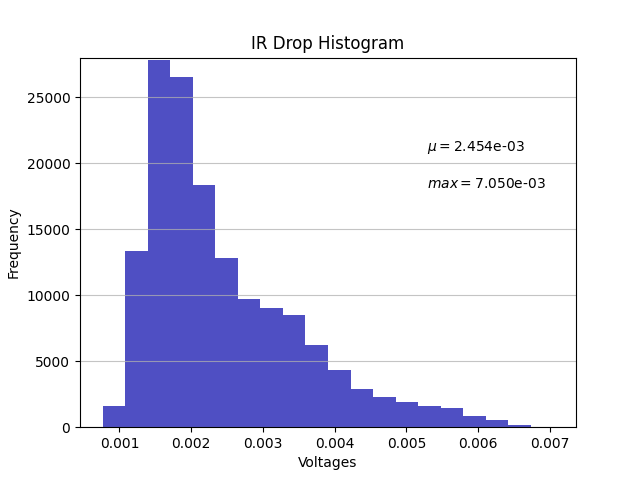 IR Drop Histogram
25000
20000
15000
10000
5000
0
Frequency
μ = 2.454e-03
max = 7.050e-03
0.001 0.002 0.003 0.004 0.005 0.006 0.007
Voltages